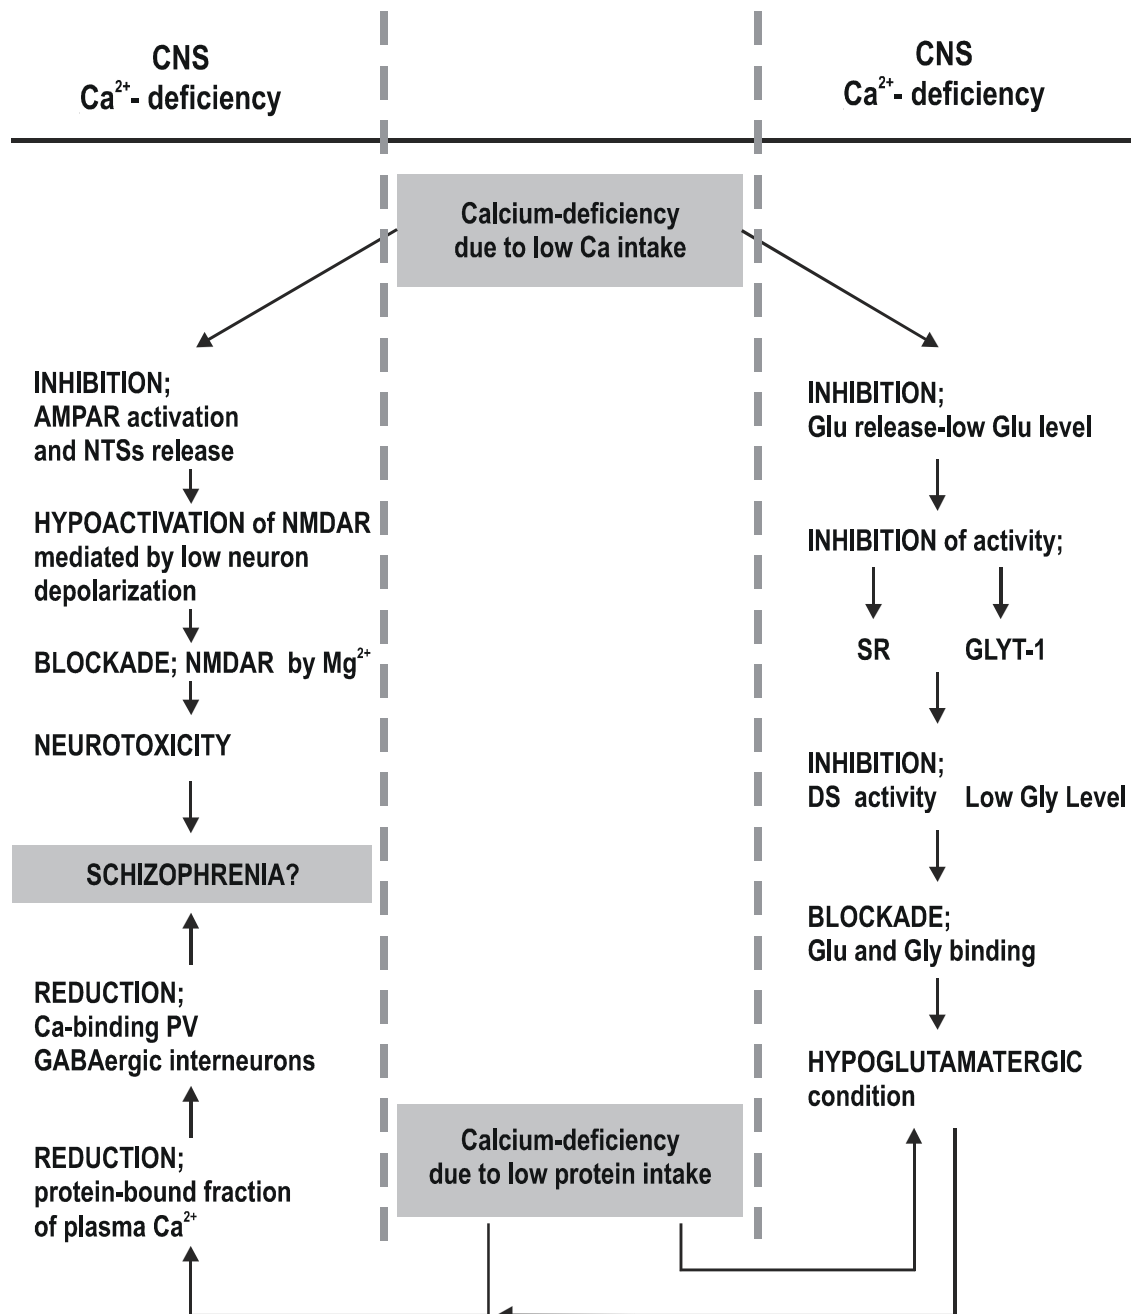 CNS
Ca²⁺- deficiency
CNS
Ca²⁺- deficiency
Calcium-deficiency
due to low Ca intake
INHIBITION;
AMPAR activation
and NTSs release
HYPOACTIVATION of NMDAR
mediated by low neuron
depolarization
BLOCKADE; NMDAR by Mg²⁺
NEUROTOXICITY
SCHIZOPHRENIA?
REDUCTION;
Ca-binding PV
GABAergic interneurons
REDUCTION;
protein-bound fraction
of plasma Ca²⁺
Calcium-deficiency
due to low protein intake
INHIBITION;
Glu release-low Glu level
INHIBITION of activity;
SR GLYT-1
INHIBITION;
DS activity Low Gly Level
BLOCKADE;
Glu and Gly binding
HYPOGLUTAMATERGIC
condition